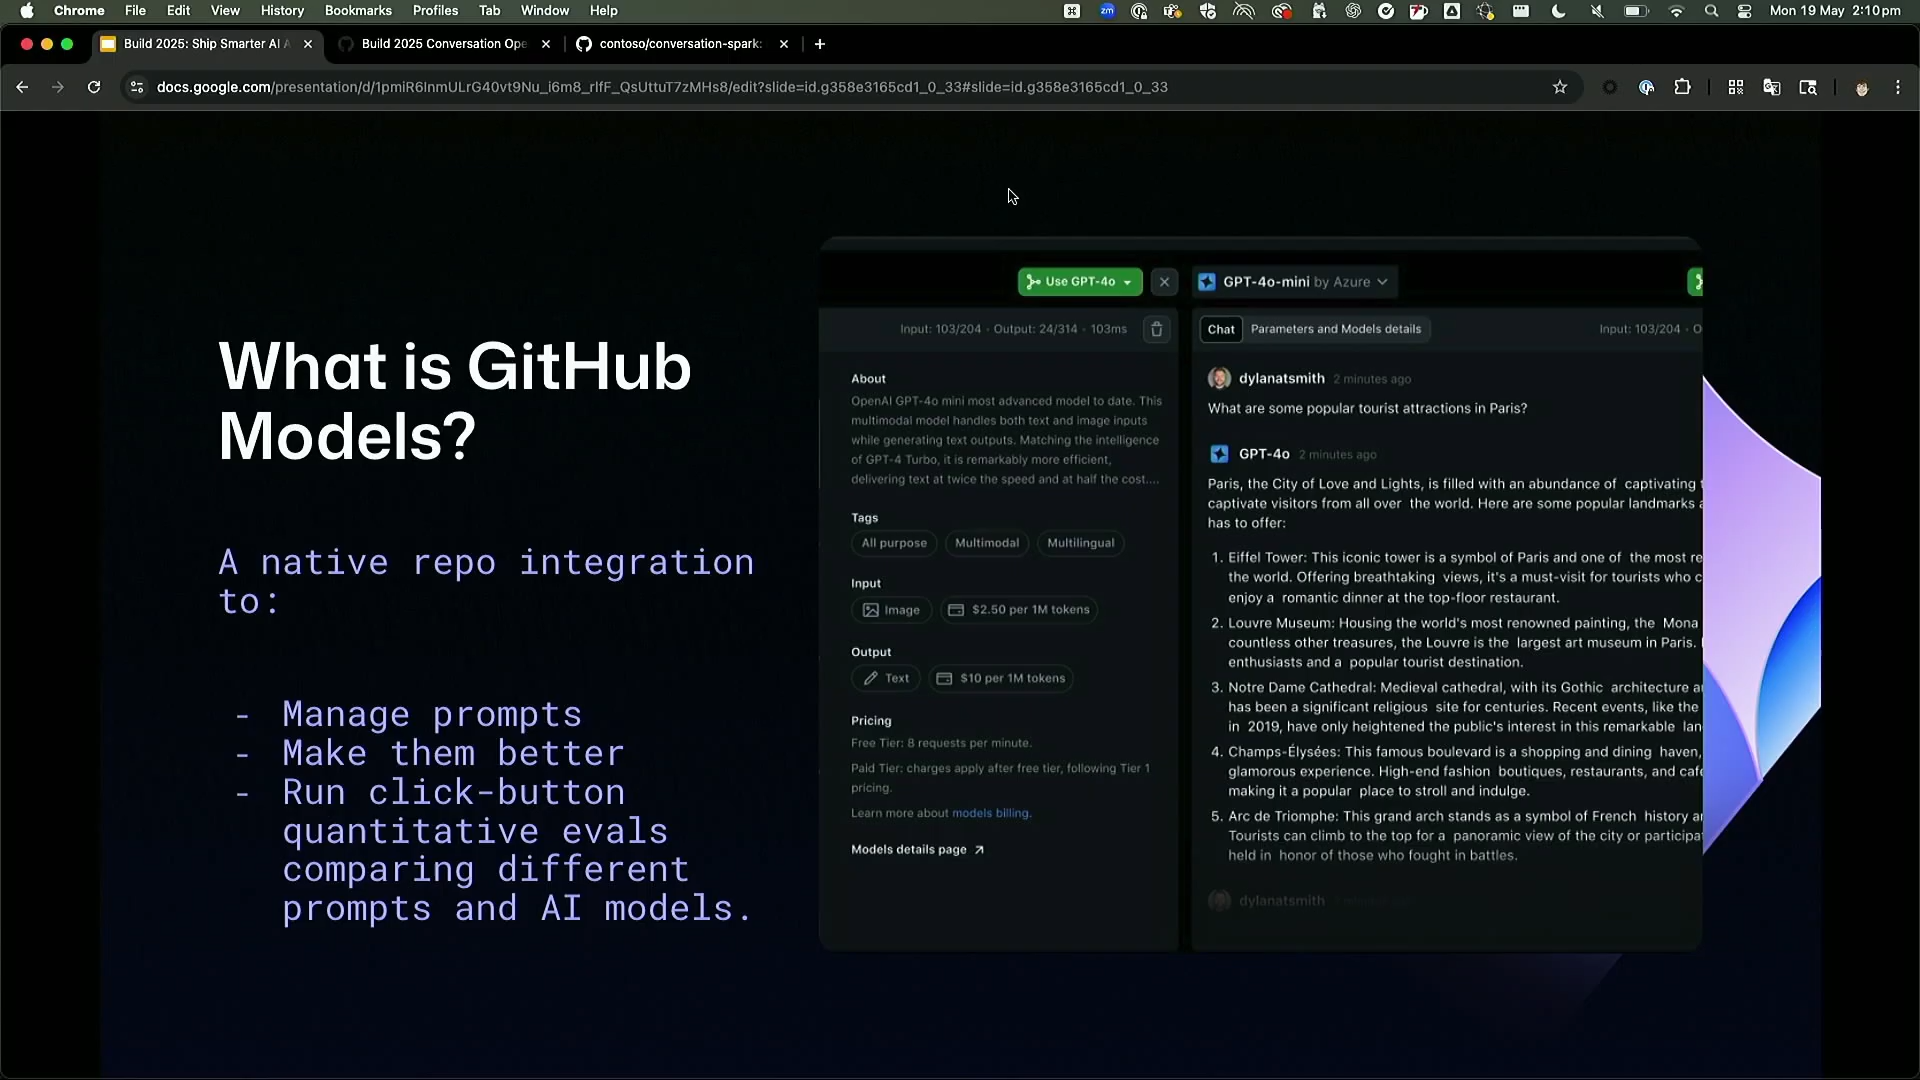 Chrome File Edit View History Bookmarks Profiles Tab Window Help
Mon 19 May 2:10 pm
Build 2025: Ship Smarter AI A
Build 2025 Conversation Ope
contoso/conversation-spark
docs.google.com/presentation/d/1pmiR6InmULrG40vt9Nu_i6m8_rlfF_QsUttuT7zMHs8/edit?slide=id.g358e3165cd1_0_33#slide=id.g358e3165cd1_0_33
What is GitHub
Models?
A native repo integration
to:
- Manage prompts
- Make them better
- Run click-button
quantitative evals
comparing different
prompts and AI models.
Use GPT-4o
Input: 103/204 · Output: 24/314 · 103ms
About
OpenAI GPT-4o mini most advanced model to date. This
multimodal model handles both text and image inputs
while generating text outputs. Matching the intelligence
of GPT-4 Turbo, it is remarkably more efficient,
delivering text at twice the speed and at half the cost....
Tags
All purpose Multimodal Multilingual
Input
Image $2.50 per 1M tokens
Output
Text $10 per 1M tokens
Pricing
Free Tier: 8 requests per minute.
Paid Tier: charges apply after free tier, following Tier 1
pricing.
Learn more about models billing.
Models details page
GPT-4o-mini by Azure
Chat Parameters and Models details Input: 103/204 · O
dylanatsmith 2 minutes ago
What are some popular tourist attractions in Paris?
GPT-4o 2 minutes ago
Paris, the City of Love and Lights, is filled with an abundance of captivating
captivate visitors from all over the world. Here are some popular landmarks
has to offer:
1. Eiffel Tower: This iconic tower is a symbol of Paris and one of the most re
the world. Offering breathtaking views, it's a must-visit for tourists who
enjoy a romantic dinner at the top-floor restaurant.
2. Louvre Museum: Housing the world's most renowned painting, the Mona
countless other treasures, the Louvre is the largest art museum in Paris.
enthusiasts and a popular tourist destination.
3. Notre Dame Cathedral: Medieval cathedral, with its Gothic architecture
has been a significant religious site for centuries. Recent events, like the
in 2019, have only heightened the public's interest in this remarkable lan
4. Champs-Élysées: This famous boulevard is a shopping and dining haven,
glamorous experience. High-end fashion boutiques, restaurants, and caf
making it a popular place to stroll and indulge.
5. Arc de Triomphe: This grand arch stands as a symbol of French history
Tourists can climb to the top for a panoramic view of the city or participa
held in honor of those who fought in battles.
dylanatsmith